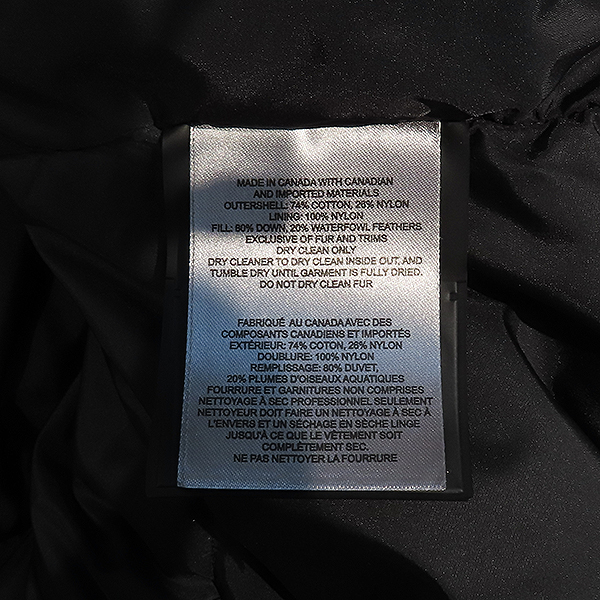 MADE IN CANADA WITH CANADIAN
AND IMPORTED MATERIALS
OUTERSHELL: 74% COTTON, 26% NYLON
LINING: 100% NYLON
FILL: 80% DOWN, 20% WATERFOWL FEATHERS
EXCLUSIVE OF FUR AND TRIMS
DRY CLEAN ONLY
DRY CLEANER TO DRY CLEAN INSIDE OUT, AND
TUMBLE DRY UNTIL GARMENT IS FULLY DRIED.
DO NOT DRY CLEAN FUR
FABRIQUÉ AU CANADA AVEC DES
COMPOSANTS CANADIENS ET IMPORTÉS
EXTÉRIEUR: 74% COTON, 26% NYLON
DOUBLURE: 100% NYLON
REMPLISSAGE: 80% DUVET,
20% PLUMES D'OISEAUX AQUATIQUES
FOURRURE ET GARNITURES NON COMPRISES
NETTOYAGE À SEC PROFESSIONNEL SEULEMENT
NETTOYEUR DOIT FAIRE UN NETTOYAGE À SEC À
L'ENVERS ET UN SÉCHAGE EN SÈCHE LINGE
JUSQU'À CE QUE LE VÊTEMENT SOIT
COMPLÈTEMENT SEC.
NE PAS NETTOYER LA FOURRURE